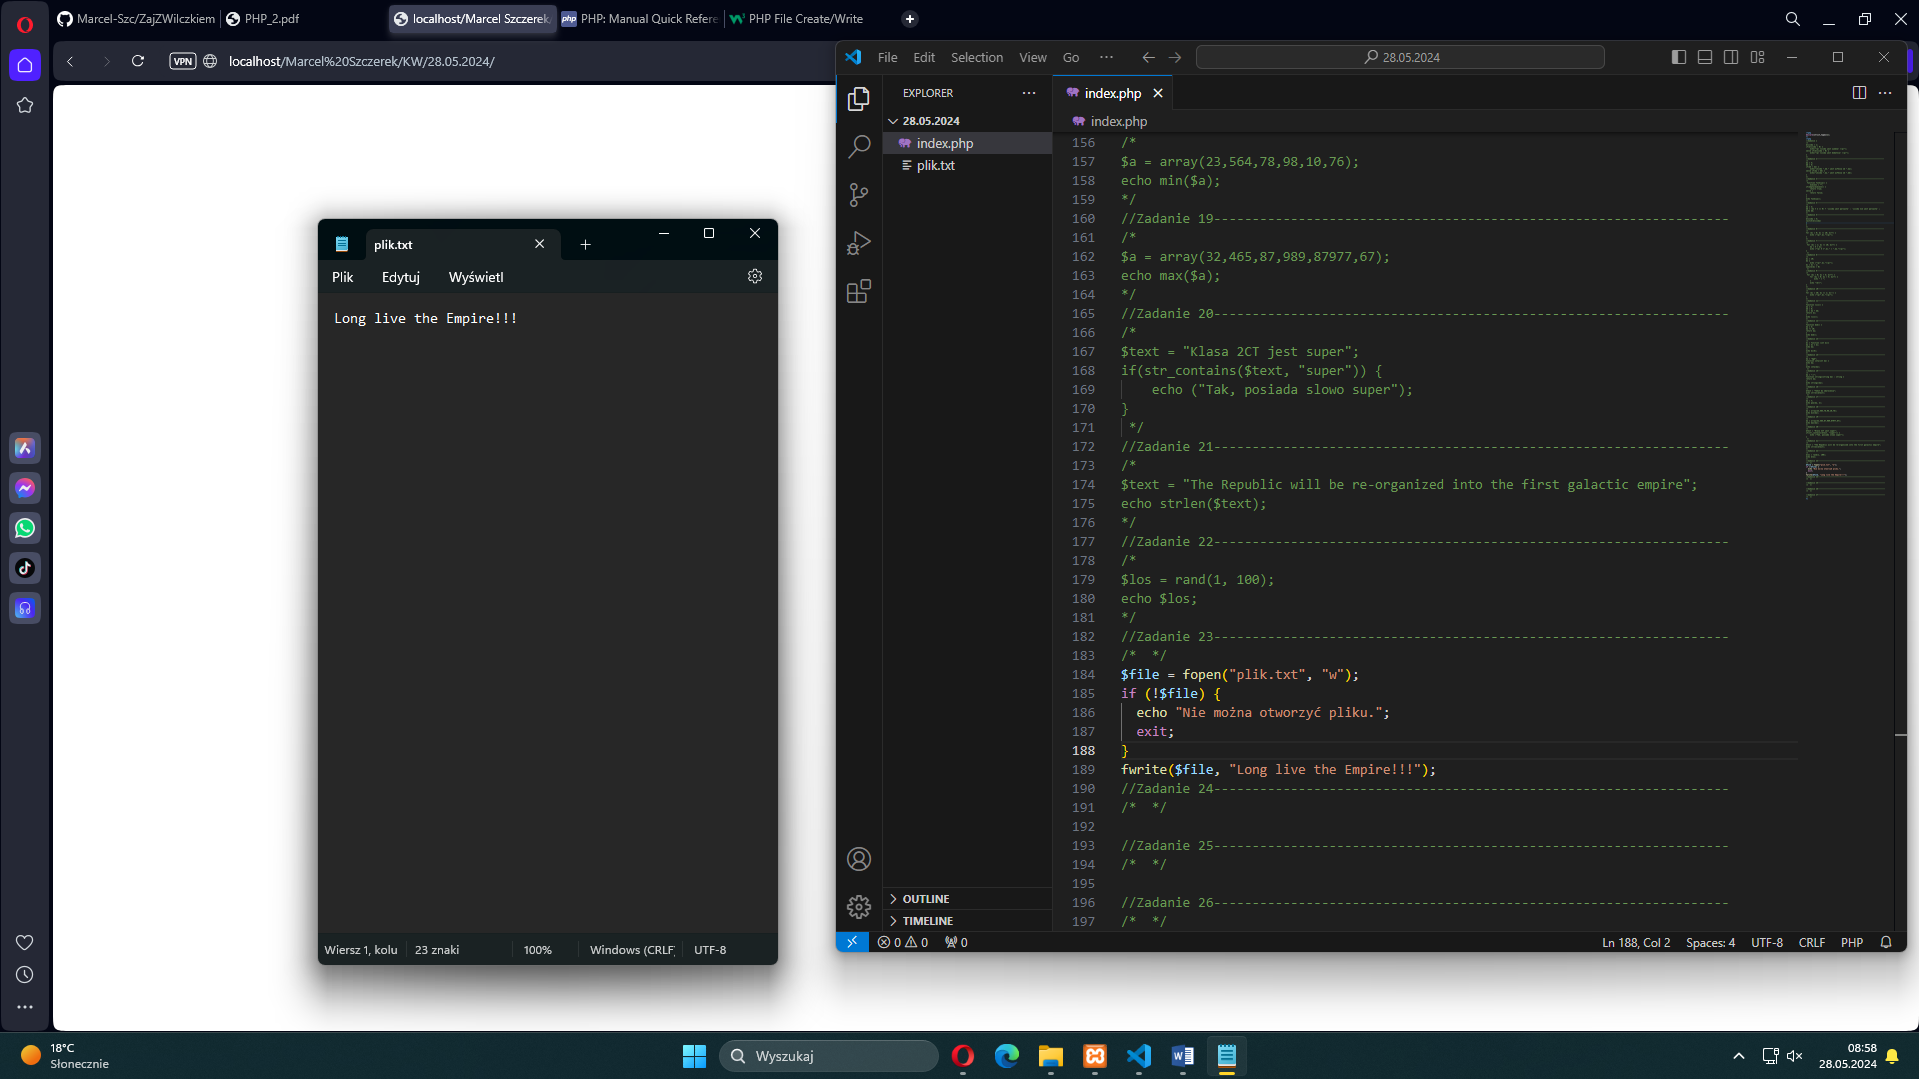 Marcel-Szc/ZajZWilczkiem
PHP_2.pdf
localhost/Marcel Szczerek
PHP: Manual Quick Refere
PHP File Create/Write
VPN
localhost/Marcel%20Szczerek/KW/28.05.2024/
plik.txt
Plik Edytuj Wyświetl
Long live the Empire!!!
Wiersz 1, kolu 23 znaki 100% Windows (CRLF) UTF-8
File Edit Selection View Go ···
28.05.2024
EXPLORER ···
index.php
28.05.2024
index.php
plik.txt
OUTLINE
TIMELINE
index.php
156 /*
157 $a = array(23,564,78,98,10,76);
158 echo min($a);
159 */
160 //Zadanie 19-------------------------------------------------------------------
161 /*
162 $a = array(32,465,87,989,87977,67);
163 echo max($a);
164 */
165 //Zadanie 20-------------------------------------------------------------------
166 /*
167 $text = "Klasa 2CT jest super";
168 if(str_contains($text, "super")) {
169     echo ("Tak, posiada slowo super");
170 }
171  */
172 //Zadanie 21-------------------------------------------------------------------
173 /*
174 $text = "The Republic will be re-organized into the first galactic empire";
175 echo strlen($text);
176 */
177 //Zadanie 22-------------------------------------------------------------------
178 /*
179 $los = rand(1, 100);
180 echo $los;
181 */
182 //Zadanie 23-------------------------------------------------------------------
183 /*  */
184 $file = fopen("plik.txt", "w");
185 if (!$file) {
186   echo "Nie można otworzyć pliku.";
187   exit;
188 }
189 fwrite($file, "Long live the Empire!!!");
190 //Zadanie 24-------------------------------------------------------------------
191 /*  */
192
193 //Zadanie 25-------------------------------------------------------------------
194 /*  */
195
196 //Zadanie 26-------------------------------------------------------------------
197 /*  */
0 0 0
Ln 188, Col 2 Spaces: 4 UTF-8 CRLF PHP
18°C
Słonecznie
Wyszukaj
08:58
28.05.2024